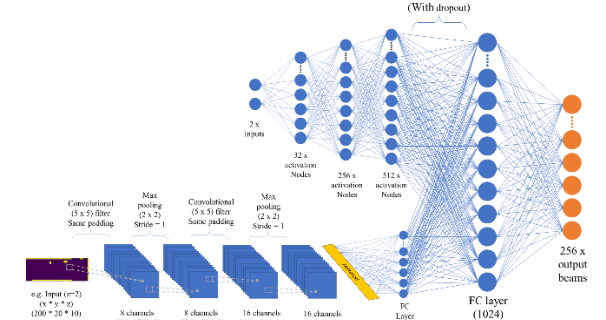 (With dropout)
2 x
inputs
32 x
activation
Nodes
256 x
activation
Nodes
512 x
activation
Nodes
256 x
output
beams
Convolutional
(5 x 5) filter
Same padding
Max
pooling
(2 x 2)
Stride = 1
Convolutional
(5 x 5) filter
Same padding
Max
pooling
(2 x 2)
Stride = 1
e.g. Input (z=2)
(x * y * z)
(200 * 20 * 10)
8 channels
8 channels
16 channels
16 channels
FC
Layer
FC layer
(1024)